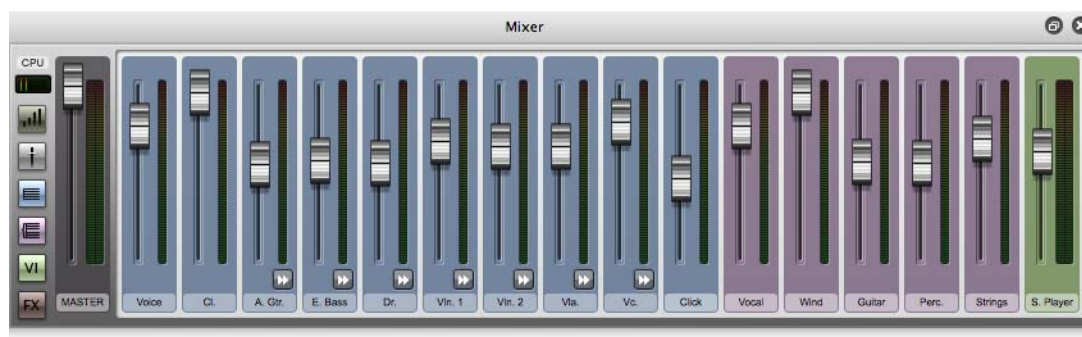 Mixer
CPU
VI
FX
MASTER
Voice
Cl.
A. Gtr.
E. Bass
Dr.
Vln. 1
Vln. 2
Vla.
Vc.
Click
Vocal
Wind
Guitar
Perc.
Strings
S. Player